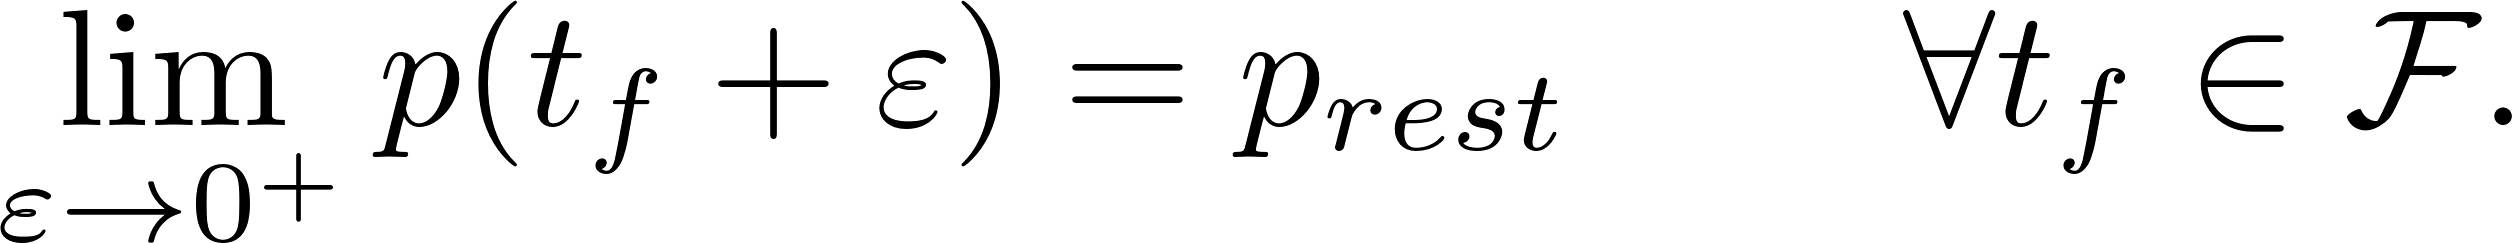 \lim_{\varepsilon \to 0^+} p(t_f + \varepsilon) = p_{rest} \qquad \forall t_f \in \mathcal{F}.